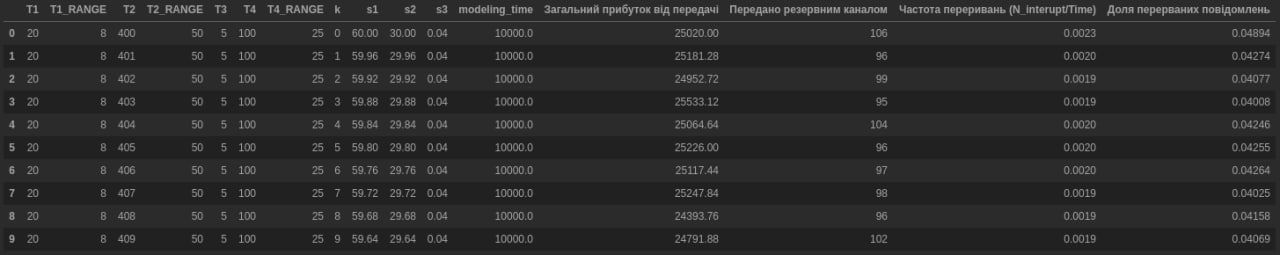 T1 T1_RANGE T2 T2_RANGE T3 T4 T4_RANGE k s1 s2 s3 modeling_time Загальний прибуток від передачі Передано резервним каналом Частота переривань (N_interupt/Time) Доля перерваних повідомлень
0 20 8 400 50 5 100 25 0 60.00 30.00 0.04 10000.0 25020.00 106 0.0023 0.04894
1 20 8 401 50 5 100 25 1 59.96 29.96 0.04 10000.0 25181.28 96 0.0020 0.04274
2 20 8 402 50 5 100 25 2 59.92 29.92 0.04 10000.0 24952.72 99 0.0019 0.04077
3 20 8 403 50 5 100 25 3 59.88 29.88 0.04 10000.0 25533.12 95 0.0019 0.04008
4 20 8 404 50 5 100 25 4 59.84 29.84 0.04 10000.0 25064.64 104 0.0020 0.04246
5 20 8 405 50 5 100 25 5 59.80 29.80 0.04 10000.0 25226.00 96 0.0020 0.04255
6 20 8 406 50 5 100 25 6 59.76 29.76 0.04 10000.0 25117.44 97 0.0020 0.04264
7 20 8 407 50 5 100 25 7 59.72 29.72 0.04 10000.0 25247.84 98 0.0019 0.04025
8 20 8 408 50 5 100 25 8 59.68 29.68 0.04 10000.0 24393.76 96 0.0019 0.04158
9 20 8 409 50 5 100 25 9 59.64 29.64 0.04 10000.0 24791.88 102 0.0019 0.04069